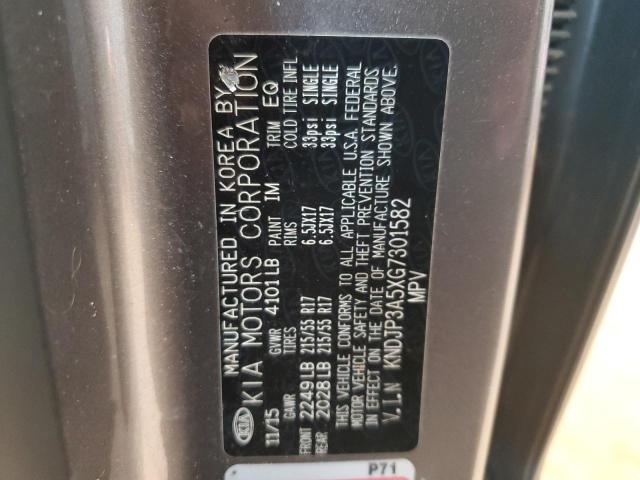 KIA
MANUFACTURED IN KOREA BY
KIA MOTORS CORPORATION
11/15 GVWR 4101LB PAINT IM TRIM EQ
GAWR RIMS COLD TIRE INFL
FRONT 2249LB 215/55 R17 6.5JX17 33psi SINGLE
REAR 2028LB 215/55 R17 6.5JX17 33psi SINGLE
THIS VEHICLE CONFORMS TO ALL APPLICABLE U.S.A. FEDERAL
MOTOR VEHICLE SAFETY AND THEFT PREVENTION STANDARDS
IN EFFECT ON THE DATE OF MANUFACTURE SHOWN ABOVE.
V.I.N KNDJP3A5XG7301582
MPV
P71